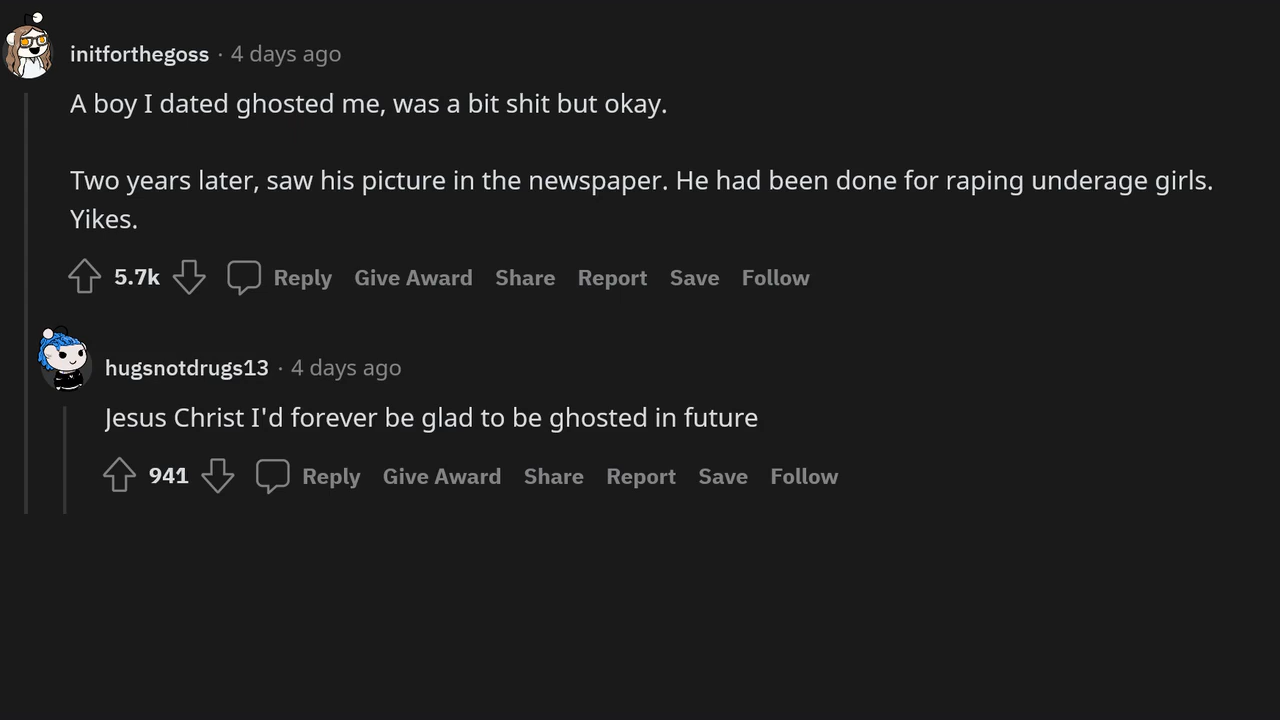 initforthegoss · 4 days ago
A boy I dated ghosted me, was a bit shit but okay.
Two years later, saw his picture in the newspaper. He had been done for raping underage girls.
Yikes.
5.7k Reply Give Award Share Report Save Follow
hugsnotdrugs13 · 4 days ago
Jesus Christ I'd forever be glad to be ghosted in future
941 Reply Give Award Share Report Save Follow